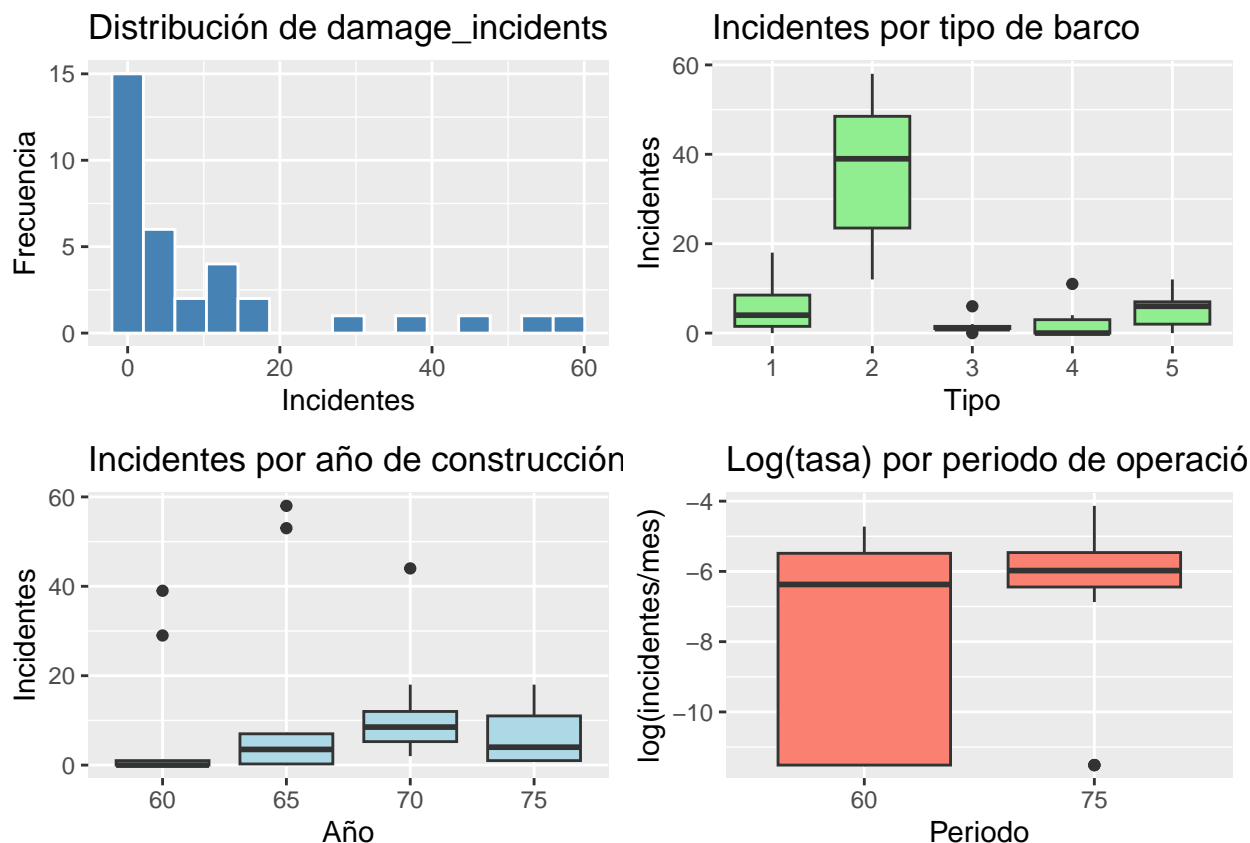 Distribución de damage_incidents
15
10
5
0
Frecuencia
0 20 40 60
Incidentes
Incidentes por tipo de barco
60
40
20
0
Incidentes
1 2 3 4 5
Tipo
Incidentes por año de construcción
60
40
20
0
Incidentes
60 65 70 75
Año
Log(tasa) por periodo de operació
−4
−6
−8
−10
log(incidentes/mes)
60 75
Periodo